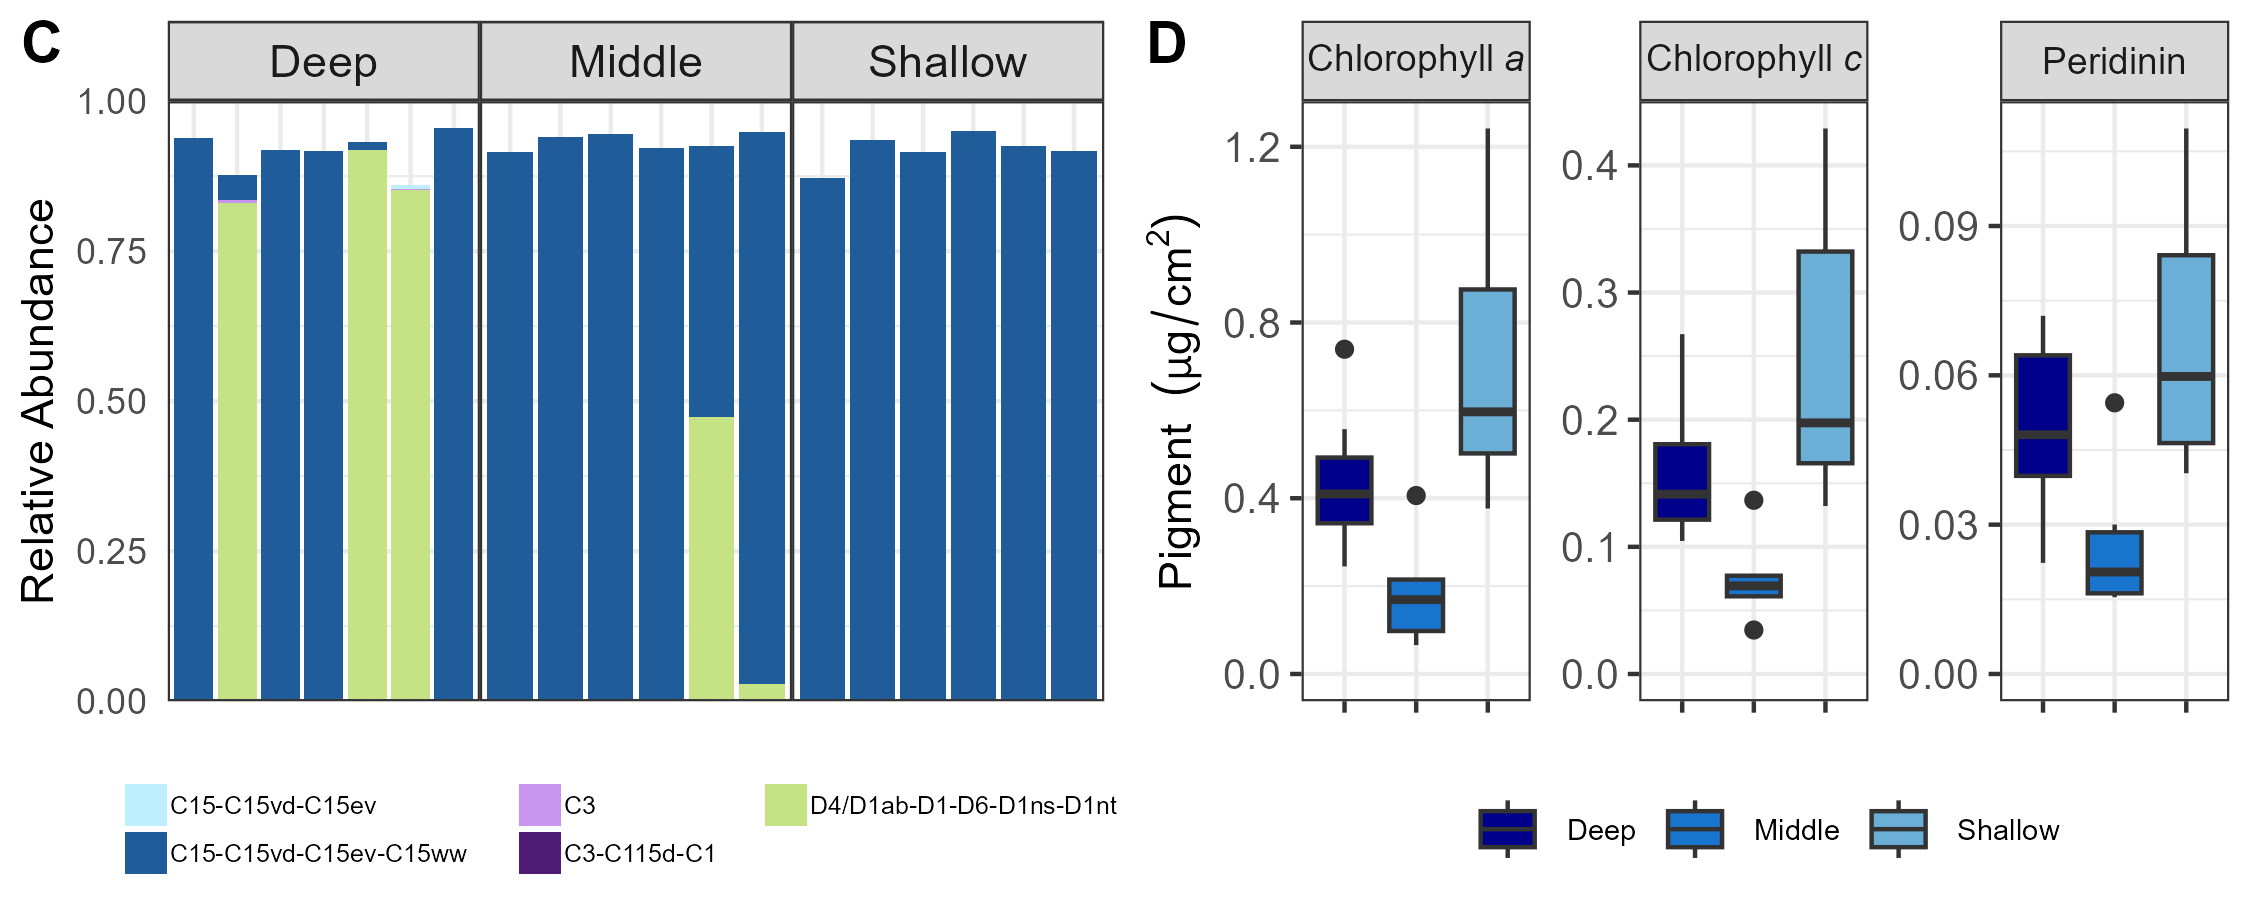 C
Deep
Middle
Shallow
1.00
0.75
0.50
0.25
0.00
Relative Abundance
C15-C15vd-C15ev
C3
D4/D1ab-D1-D6-D1ns-D1nt
C15-C15vd-C15ev-C15ww
C3-C115d-C1
D
Chlorophyll a
Chlorophyll c
Peridinin
Pigment (µg/cm²)
1.2
0.8
0.4
0.0
0.4
0.3
0.2
0.1
0.0
0.09
0.06
0.03
0.00
Deep
Middle
Shallow